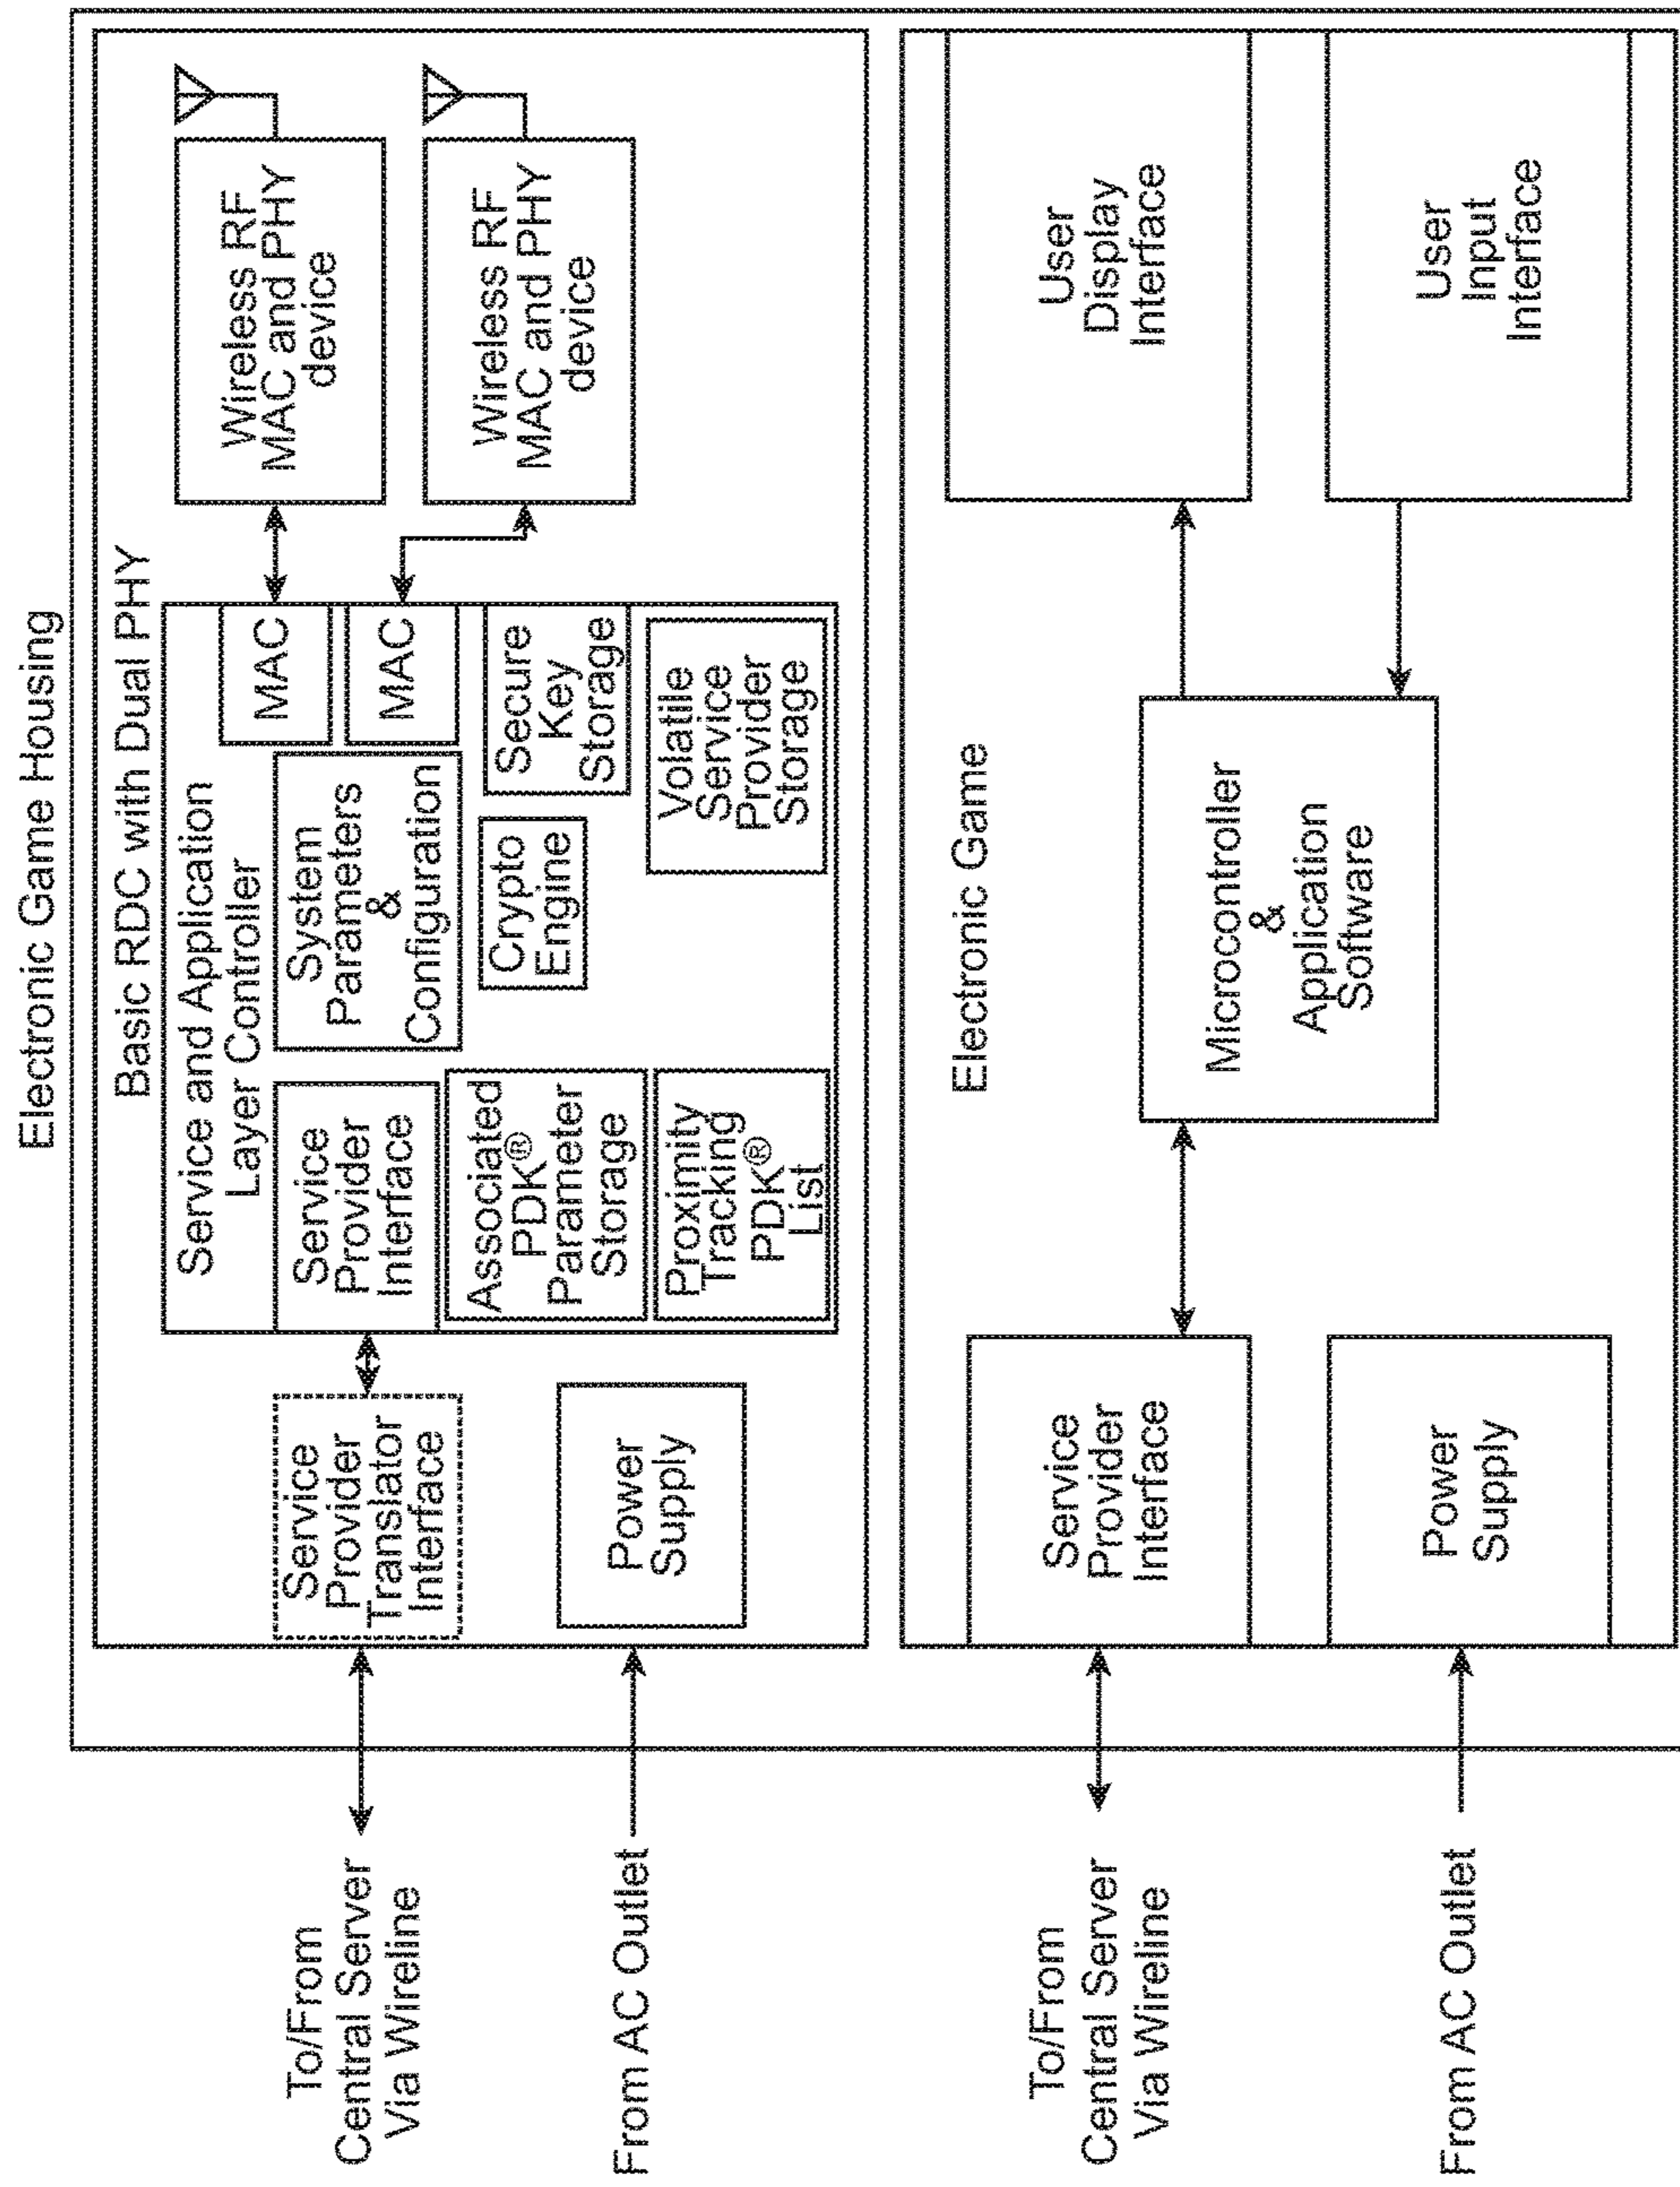 Electronic Game Housing
Basic RDC with Dual PHY
To/From
Central Server
Via Wireline
From AC Outlet
Service
Provider
Translator
Interface
Power
Supply
Service and Application
Layer Controller
Service
Provider
Interface
Associated
PDK®
Parameter
Storage
Proximity
Tracking
PDK®
List
System
Parameters
&
Configuration
Crypto
Engine
MAC
MAC
Secure
Key
Storage
Volatile
Service
Provider
Storage
Wireless RF
MAC and PHY
device
Wireless RF
MAC and PHY
device
Electronic Game
To/From
Central Server
Via Wireline
From AC Outlet
Service
Provider
Interface
Power
Supply
Microcontroller
&
Application
Software
User
Display
Interface
User
Input
Interface